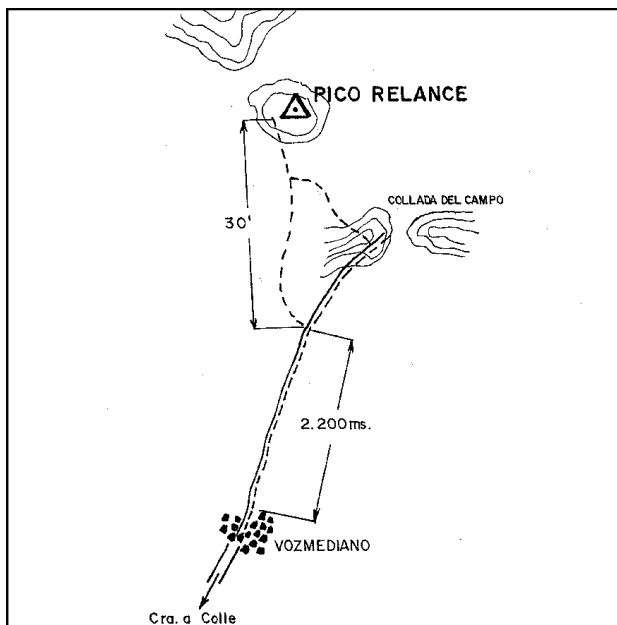 PICO RELANCE
COLLADA DEL CAMPO
30'
2.200 ms.
VOZMEDIANO
Cra. a Colle